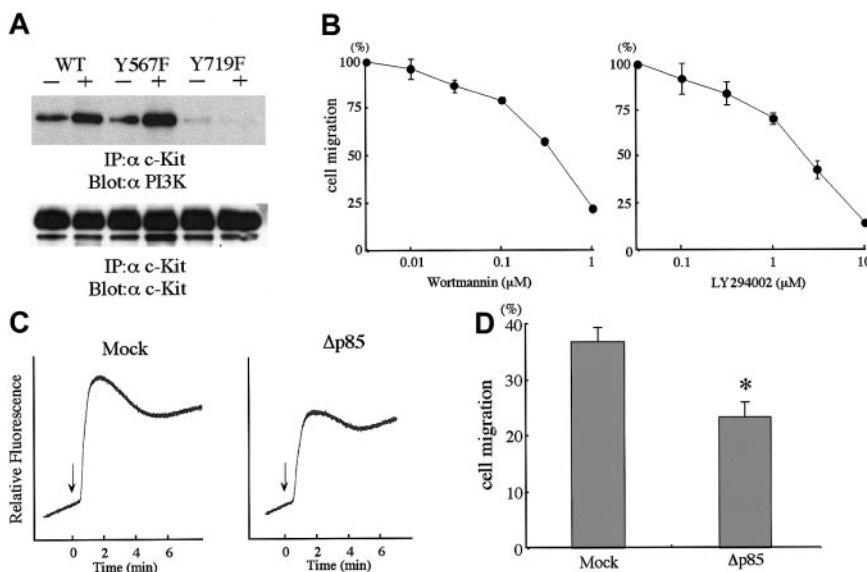 A
WT Y567F Y719F
− + − + − +
IP:α c-Kit
Blot:α PI3K
IP:α c-Kit
Blot:α c-Kit
B
(%)
100
75
50
25
cell migration
0.01 0.1 1
Wortmannin (μM)
(%)
100
75
50
25
0.1 1 10
LY294002 (μM)
C
Mock
Relative Fluorescence
0 2 4 6
Time (min)
Δp85
0 2 4 6
Time (min)
D
(%)
40
30
20
10
0
cell migration
*
Mock Δp85